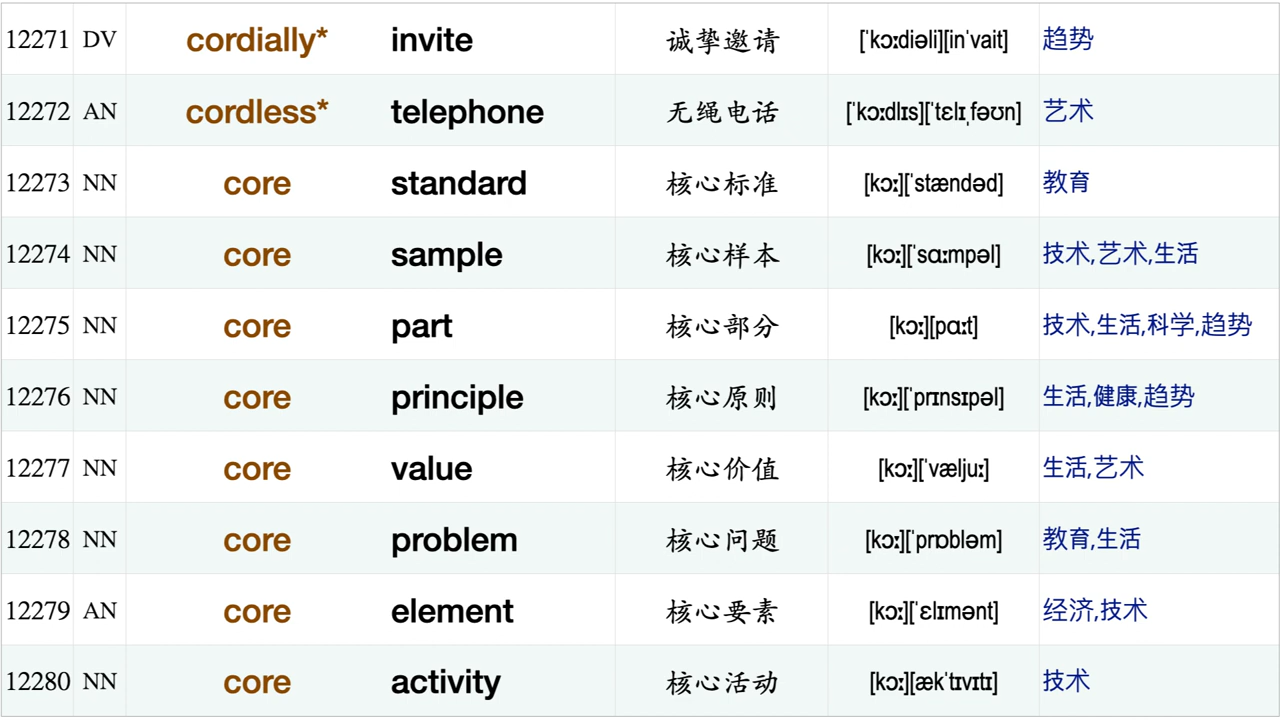 12271 DV cordially* invite 诚挚邀请 [ˈkɔːdiəli][inˈvait] 趋势
12272 AN cordless* telephone 无绳电话 [ˈkɔːdlɪs][ˈtɛlɪˌfəʊn] 艺术
12273 NN core standard 核心标准 [kɔː][ˈstændəd] 教育
12274 NN core sample 核心样本 [kɔː][ˈsɑːmpəl] 技术,艺术,生活
12275 NN core part 核心部分 [kɔː][pɑːt] 技术,生活,科学,趋势
12276 NN core principle 核心原则 [kɔː][ˈprɪnsɪpəl] 生活,健康,趋势
12277 NN core value 核心价值 [kɔː][ˈvæljuː] 生活,艺术
12278 NN core problem 核心问题 [kɔː][ˈprɒbləm] 教育,生活
12279 AN core element 核心要素 [kɔː][ˈɛlɪmənt] 经济,技术
12280 NN core activity 核心活动 [kɔː][ækˈtɪvɪtɪ] 技术